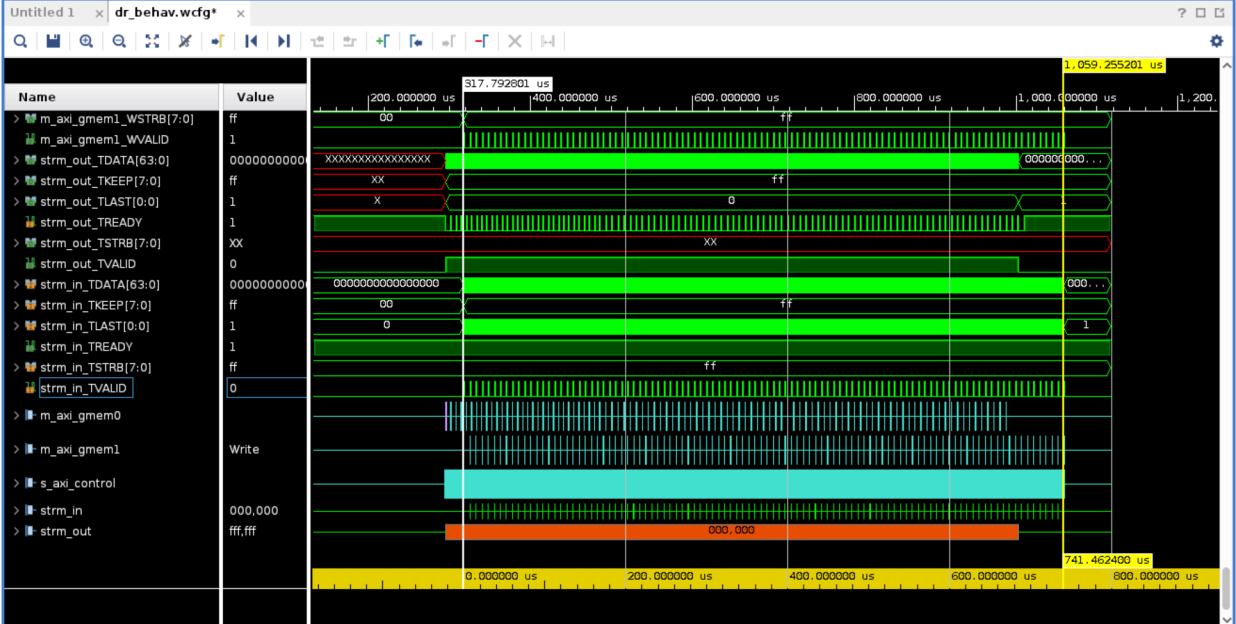 Untitled 1 × dr_behav.wcfg* ×
?
1,059.255201 us
317.792801 us
Name Value
200.000000 us 400.000000 us 600.000000 us 800.000000 us 1,000.000000 us 1,200.
m_axi_gmem1_WSTRB[7:0] ff 00 ff
m_axi_gmem1_WVALID 1
strm_out_TDATA[63:0] 00000000000 XXXXXXXXXXXXXXXX 000000000...
strm_out_TKEEP[7:0] ff XX ff
strm_out_TLAST[0:0] 1 X 0 1
strm_out_TREADY 1
strm_out_TSTRB[7:0] XX XX
strm_out_TVALID 0
strm_in_TDATA[63:0] 00000000000 0000000000000000 000...
strm_in_TKEEP[7:0] ff 00 ff
strm_in_TLAST[0:0] 1 0 1
strm_in_TREADY 1
strm_in_TSTRB[7:0] ff ff
strm_in_TVALID 0
m_axi_gmem0
m_axi_gmem1 Write
s_axi_control
strm_in 000,000
strm_out fff,fff 000,000
741.462400 us
0.000000 us 200.000000 us 400.000000 us 600.000000 us 800.000000 us